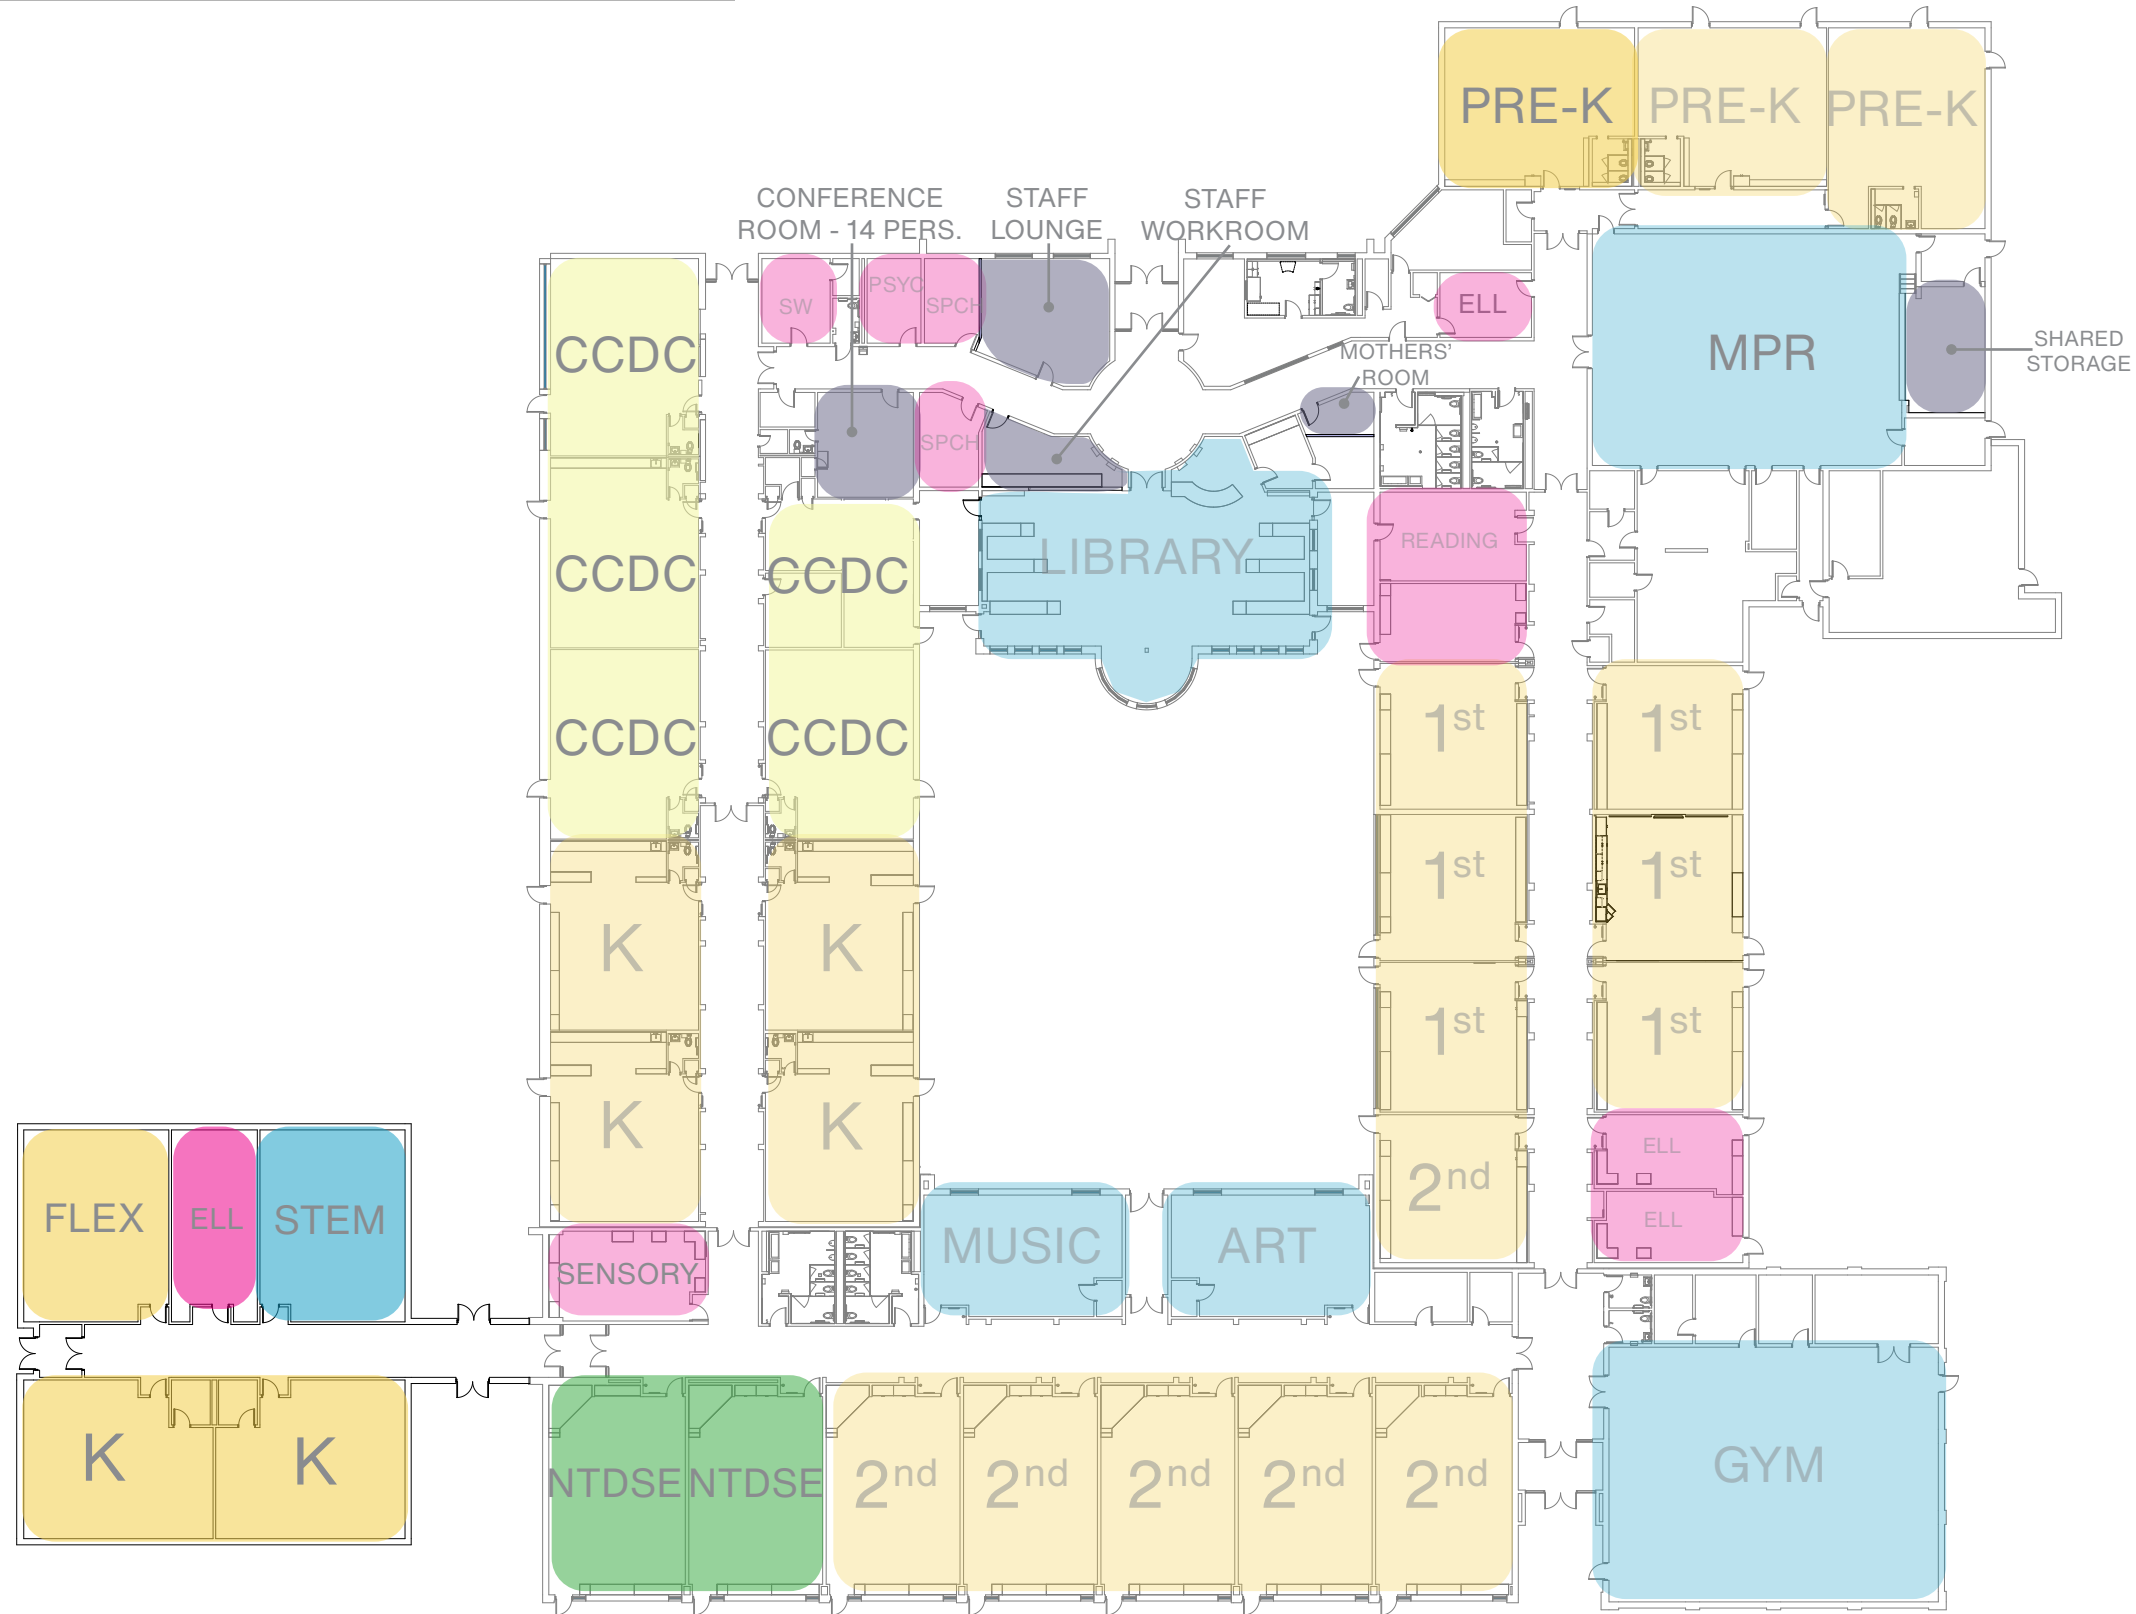 PRE-K
PRE-K
PRE-K
CONFERENCE
ROOM - 14 PERS.
STAFF
LOUNGE
STAFF
WORKROOM
SW
PSYC
SPCH
ELL
CCDC
MPR
SHARED
STORAGE
MOTHERS'
ROOM
SPCH
READING
LIBRARY
CCDC
CCDC
CCDC
CCDC
1st
1st
1st
1st
K
K
1st
1st
K
K
2nd
ELL
ELL
FLEX
ELL
STEM
SENSORY
MUSIC
ART
K
K
NTDSE
NTDSE
2nd
2nd
2nd
2nd
2nd
GYM